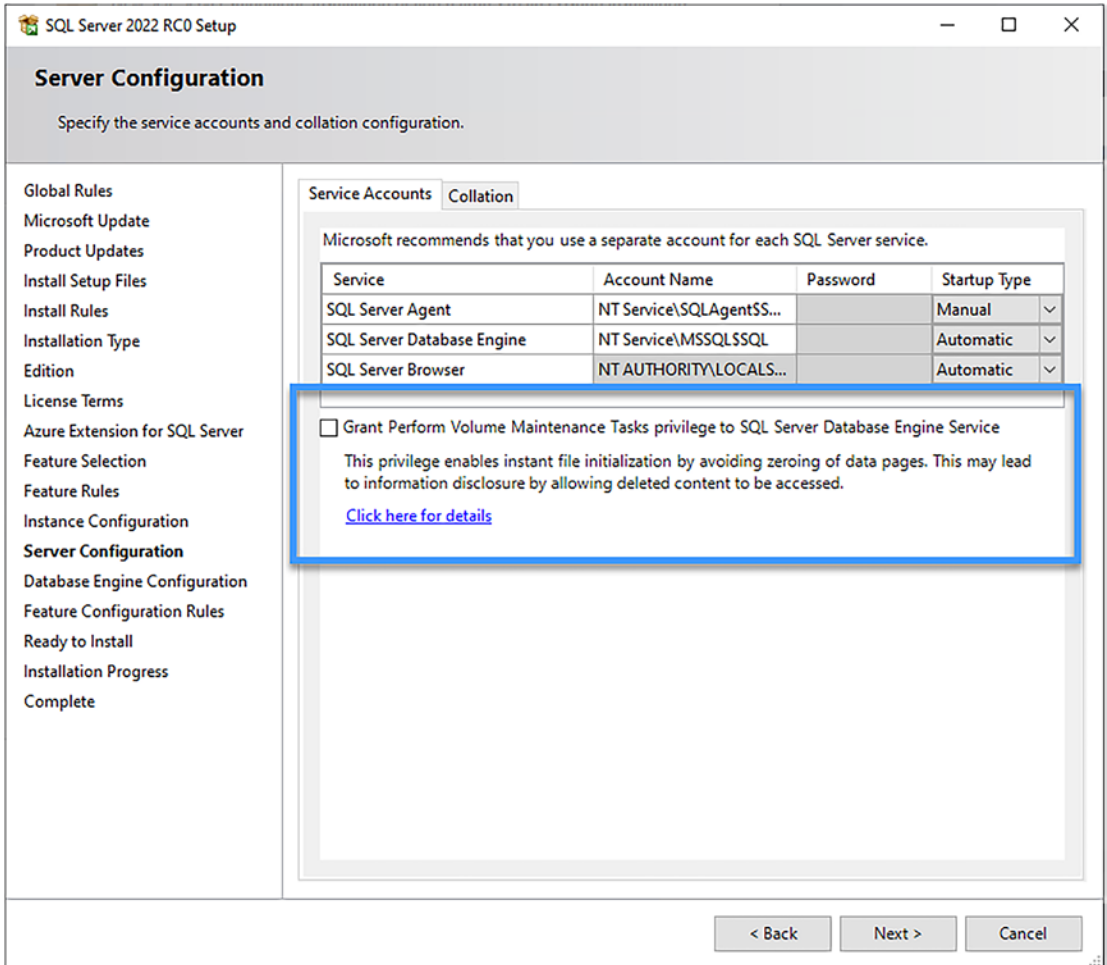 SQL Server 2022 RC0 Setup
Server Configuration
Specify the service accounts and collation configuration.
Global Rules
Microsoft Update
Product Updates
Install Setup Files
Install Rules
Installation Type
Edition
License Terms
Azure Extension for SQL Server
Feature Selection
Feature Rules
Instance Configuration
Server Configuration
Database Engine Configuration
Feature Configuration Rules
Ready to Install
Installation Progress
Complete
Service Accounts Collation
Microsoft recommends that you use a separate account for each SQL Server service.
Service Account Name Password Startup Type
SQL Server Agent NT Service\SQLAgent$S... Manual
SQL Server Database Engine NT Service\MSSQL$SQL Automatic
SQL Server Browser NT AUTHORITY\LOCALS... Automatic
Grant Perform Volume Maintenance Tasks privilege to SQL Server Database Engine Service
This privilege enables instant file initialization by avoiding zeroing of data pages. This may lead
to information disclosure by allowing deleted content to be accessed.
Click here for details
< Back Next > Cancel